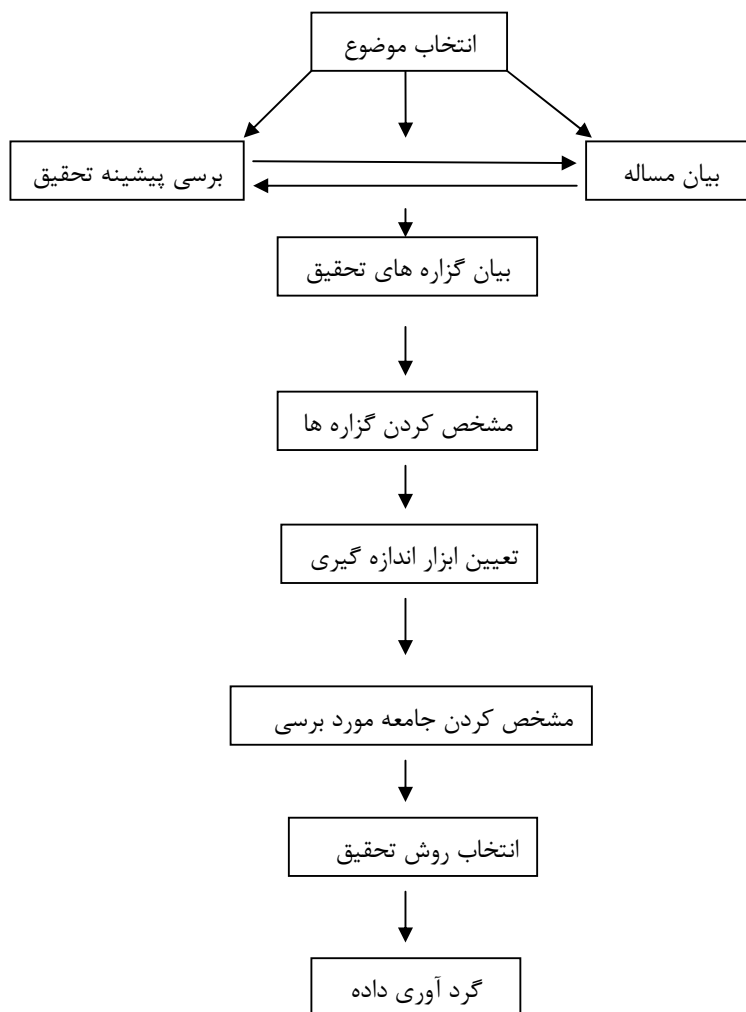 انتخاب موضوع
بیان مساله
برسی پیشینه تحقیق
بیان گزاره های تحقیق
مشخص کردن گزاره ها
تعیین ابزار اندازه گیری
مشخص کردن جامعه مورد برسی
انتخاب روش تحقیق
گرد آوری داده